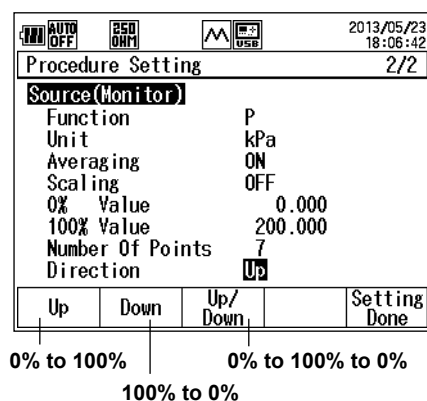 AUTO OFF 250 OHM USB 2013/05/23
18:06:42
Procedure Setting 2/2
Source(Monitor)
Function P
Unit kPa
Averaging ON
Scaling OFF
0% Value 0.000
100% Value 200.000
Number Of Points 7
Direction Up
Up Down Up/Down Setting Done
0% to 100% 0% to 100% to 0%
100% to 0%